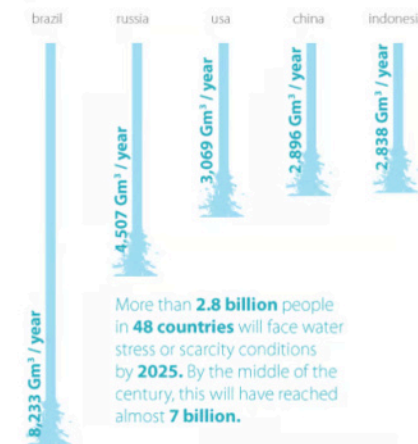 brazil
russia
usa
china
indonesi
8,233 Gm³ / year
4,507 Gm³ / year
3,069 Gm³ / year
2,896 Gm³ / year
2,838 Gm³ / year
More than 2.8 billion people
in 48 countries will face water
stress or scarcity conditions
by 2025. By the middle of the
century, this will have reached
almost 7 billion.